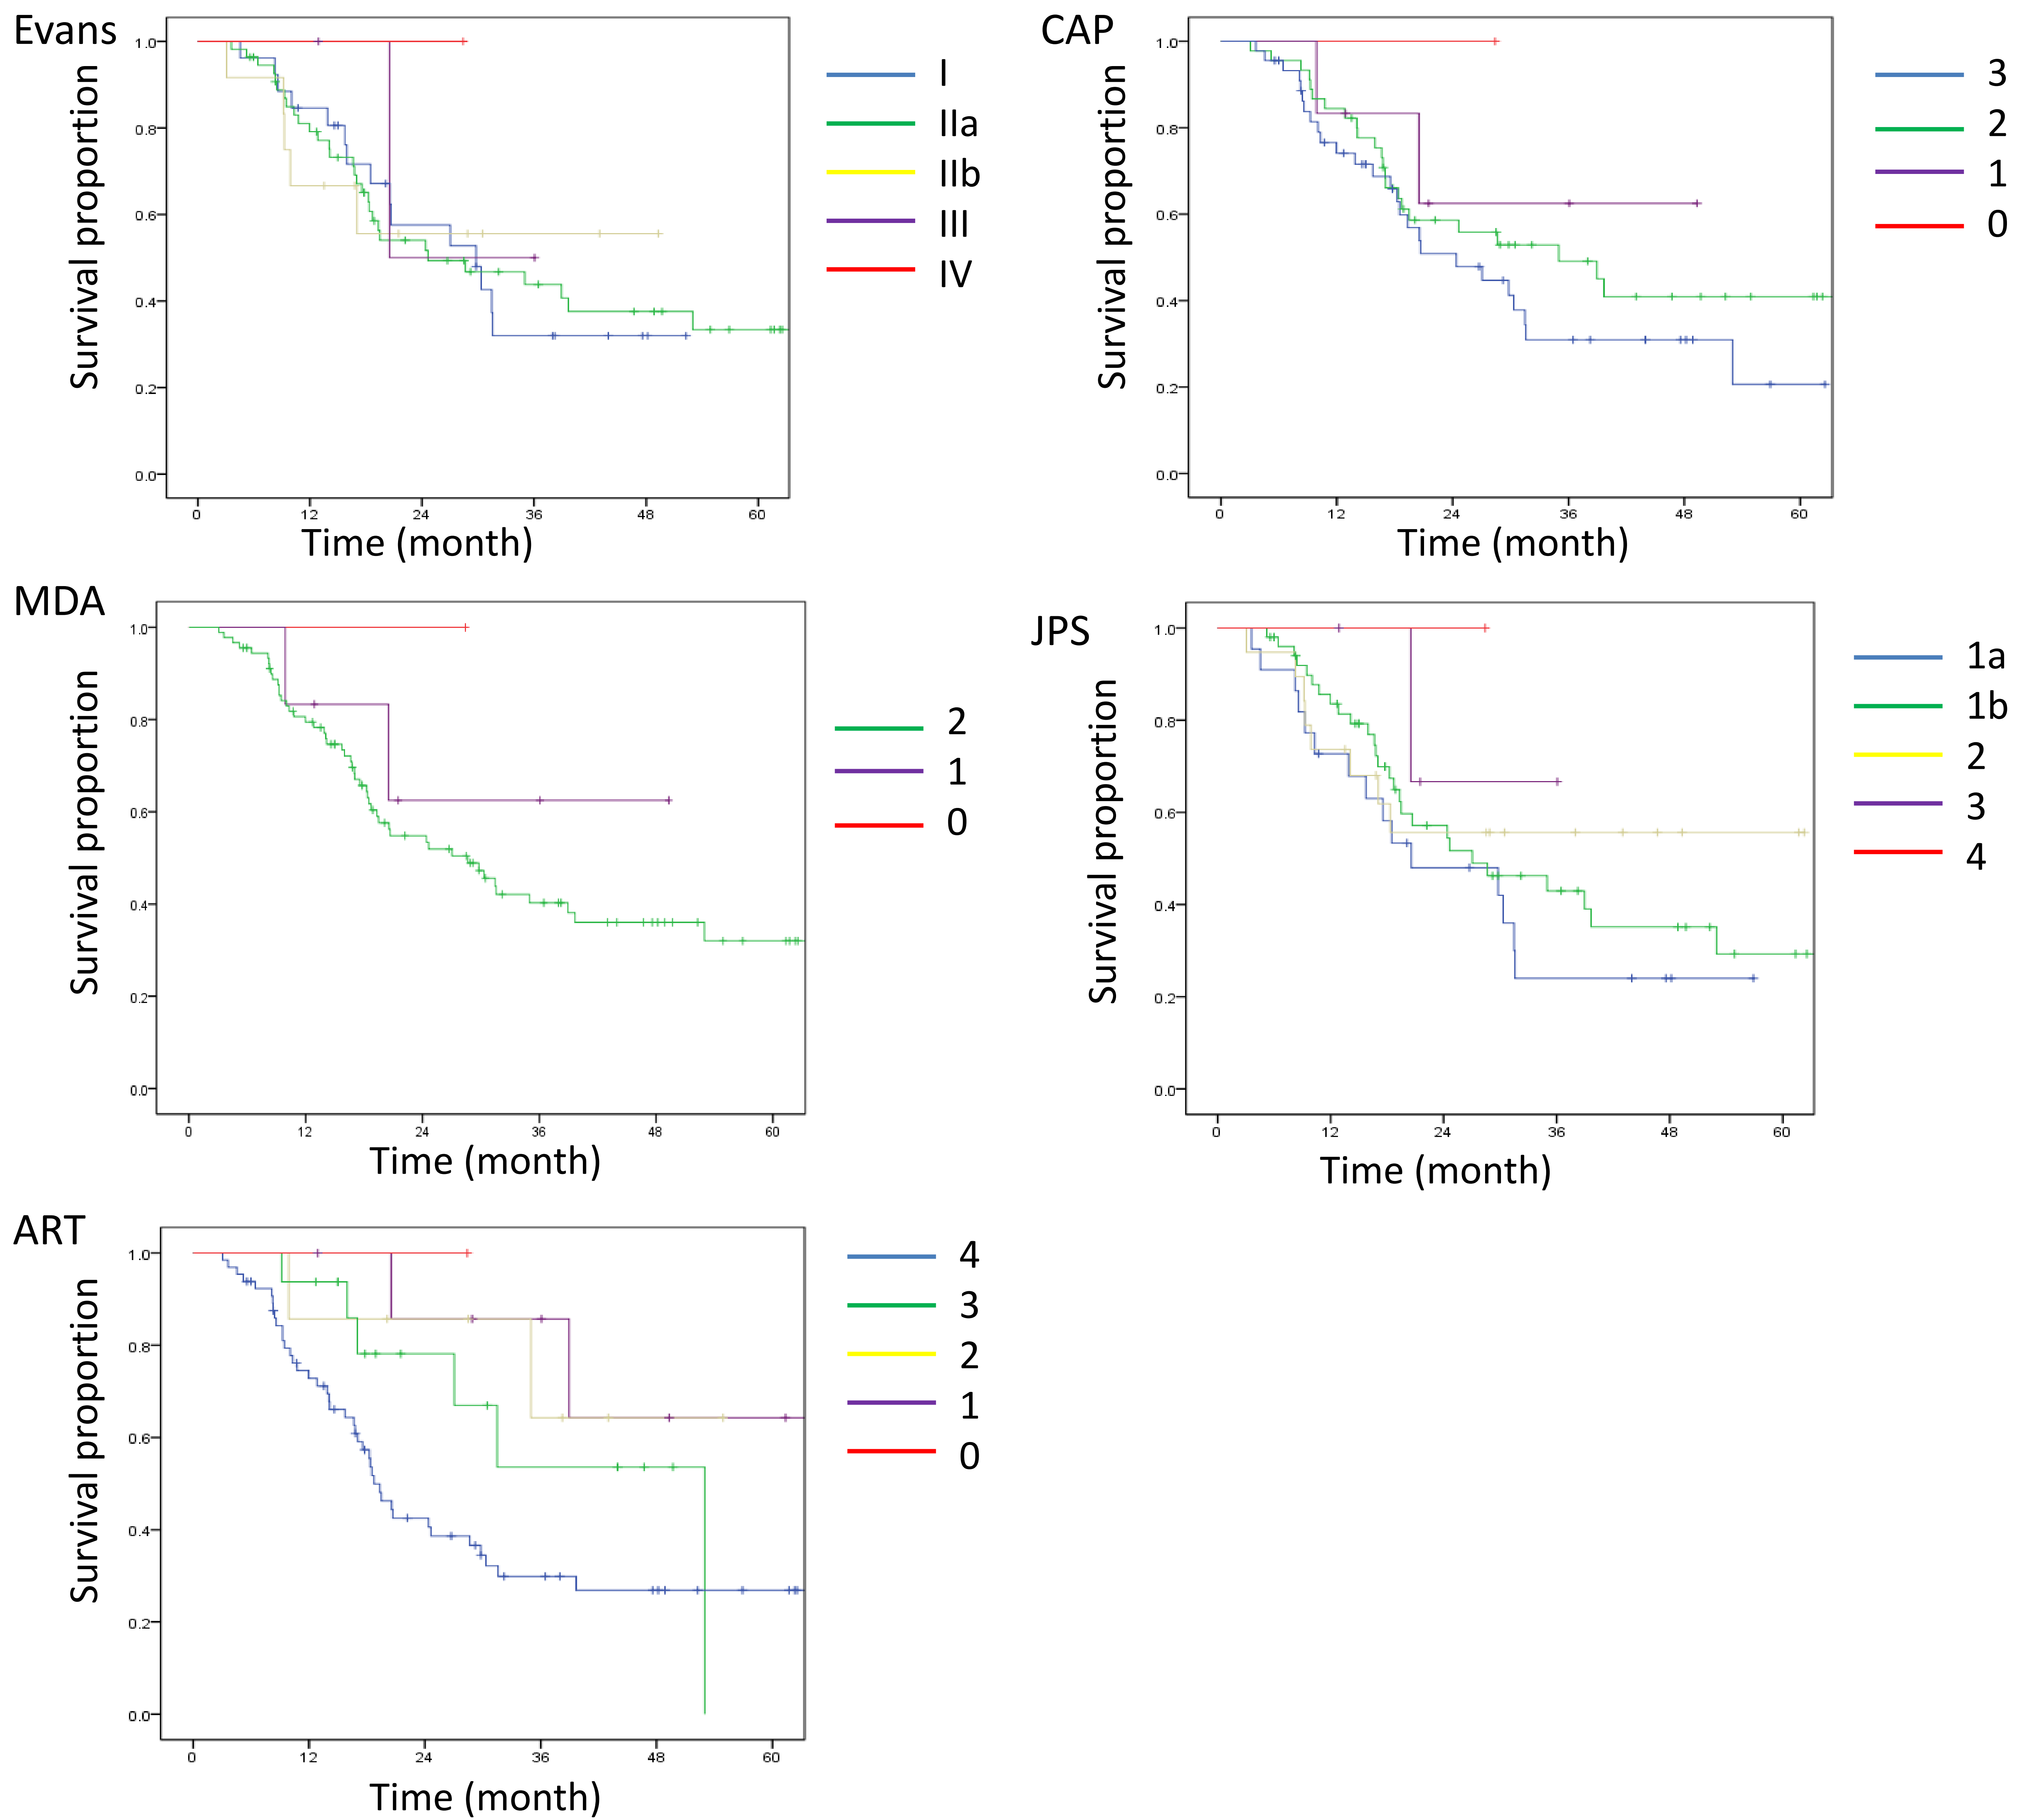 Evans
Survival proportion
1.0
0.8
0.6
0.4
0.2
0.0
0 12 24 36 48 60
Time (month)
I
IIa
IIb
III
IV
CAP
Survival proportion
1.0
0.8
0.6
0.4
0.2
0.0
0 12 24 36 48 60
Time (month)
3
2
1
0
MDA
Survival proportion
1.0
0.8
0.6
0.4
0.2
0.0
0 12 24 36 48 60
Time (month)
2
1
0
JPS
Survival proportion
1.0
0.8
0.6
0.4
0.2
0.0
0 12 24 36 48 60
Time (month)
1a
1b
2
3
4
ART
Survival proportion
1.0
0.8
0.6
0.4
0.2
0.0
0 12 24 36 48 60
Time (month)
4
3
2
1
0